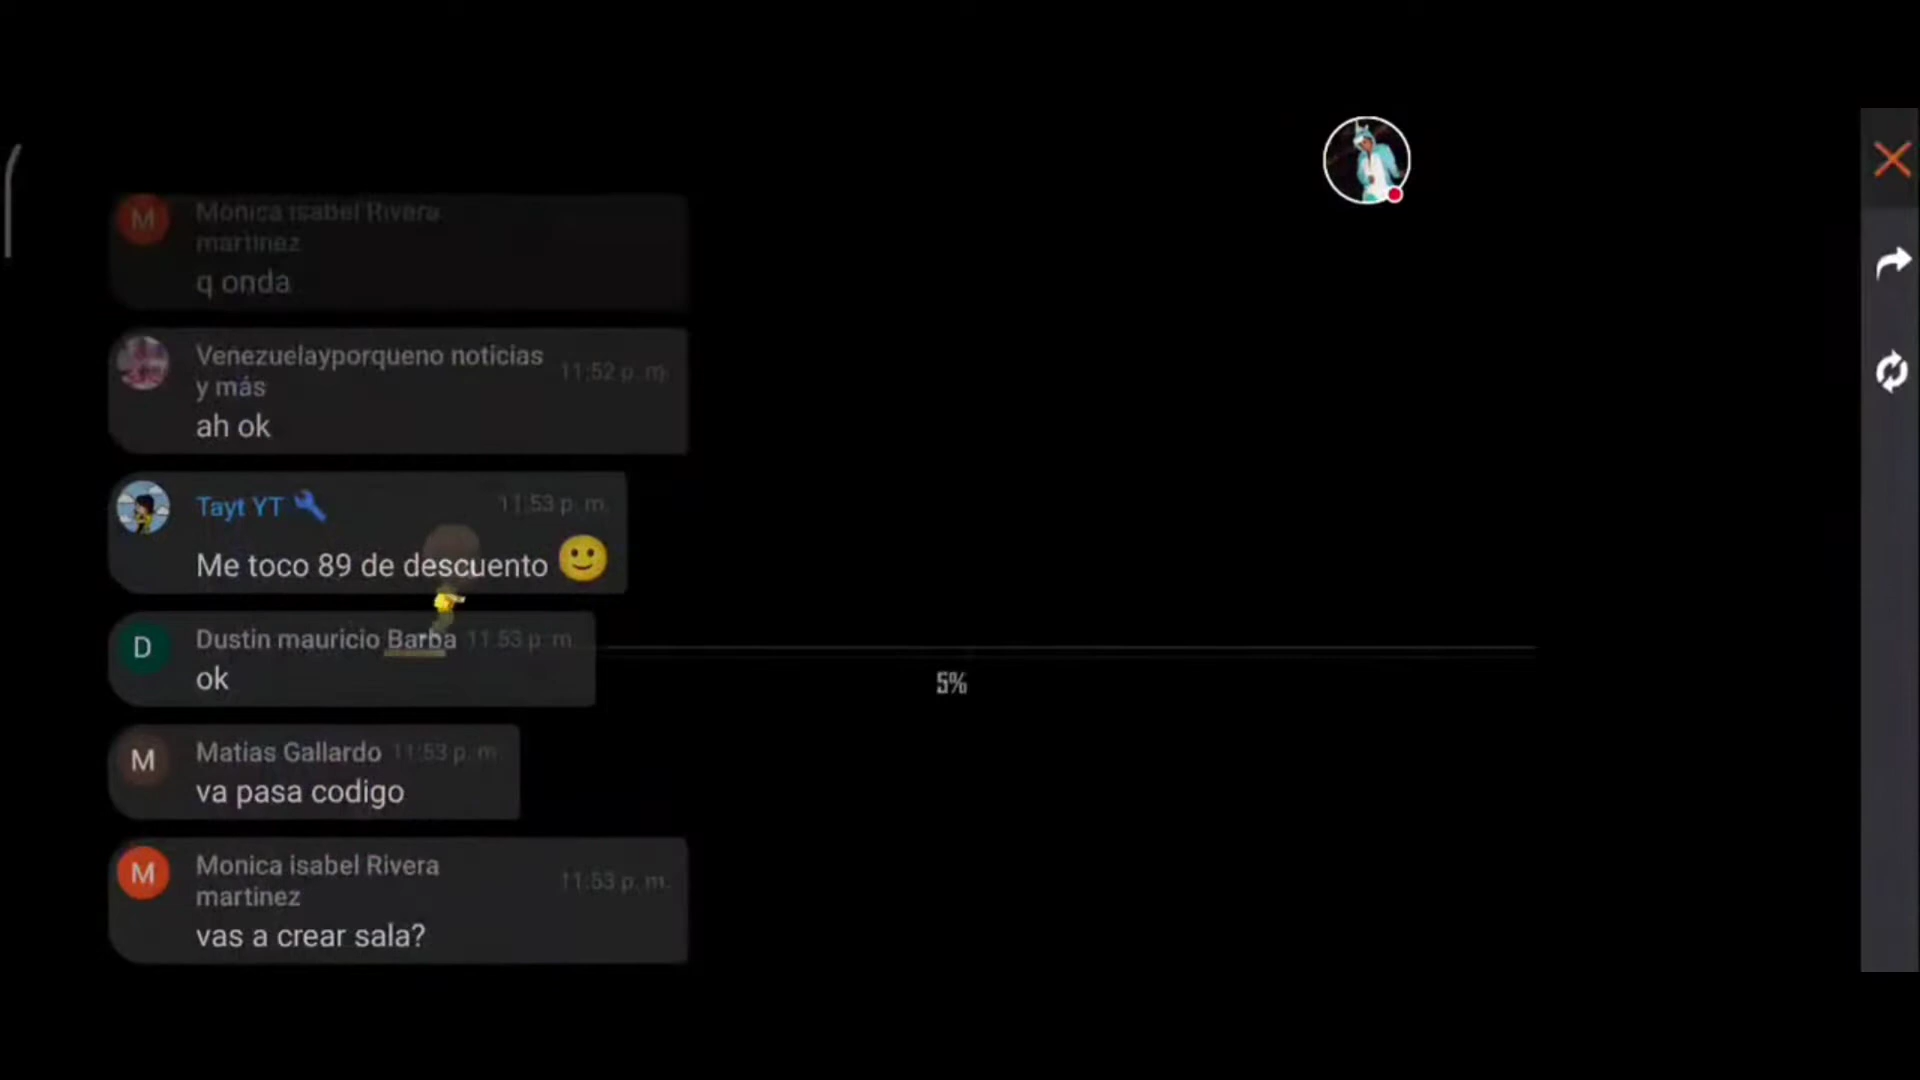 M
Monica isabel Rivera
martinez
q onda
Venezuelayporqueno noticias
y más
11:52 p. m.
ah ok
Tayt YT
11:53 p. m.
Me toco 89 de descuento
D
Dustin mauricio Barba 11:53 p. m.
ok
5%
M
Matias Gallardo 11:53 p. m.
va pasa codigo
M
Monica isabel Rivera
martinez
11:53 p. m.
vas a crear sala?